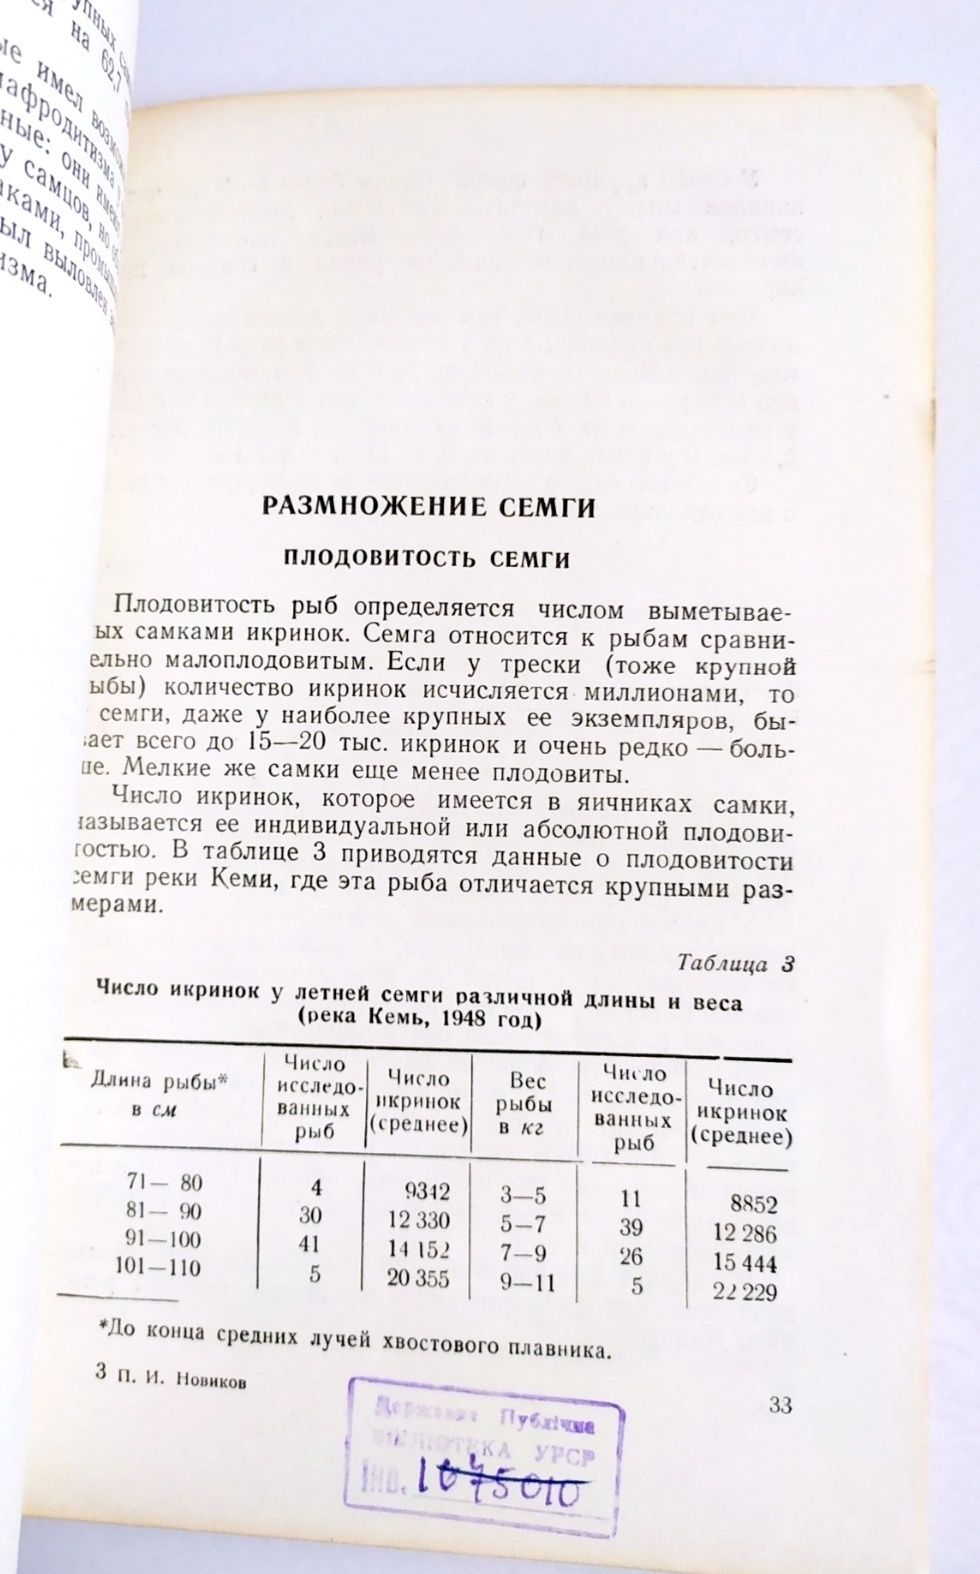 на 62,7
имел
они
самцов, но
выловлен
РАЗМНОЖЕНИЕ СЕМГИ
ПЛОДОВИТОСТЬ СЕМГИ
Плодовитость рыб определяется числом выметывае-
ых самками икринок. Семга относится к рыбам сравни-
ельно малоплодовитым. Если у трески (тоже крупной
ыбы) количество икринок исчисляется миллионами, то
семги, даже у наиболее крупных ее экземпляров, бы-
ает всего до 15—20 тыс. икринок и очень редко — боль-
ше. Мелкие же самки еще менее плодовиты.
Число икринок, которое имеется в яичниках самки,
называется ее индивидуальной или абсолютной плодови-
тостью. В таблице 3 приводятся данные о плодовитости
семги реки Кеми, где эта рыба отличается крупными раз-
мерами.
Таблица 3
Число икринок у летней семги различной длины и веса
(река Кемь, 1948 год)
Длина рыбы* в см | Число исследо- ванных рыб | Число икринок (среднее) | Вес рыбы в кг | Число исследо- ванных рыб | Число икринок (среднее)
71— 80 4 9312 3—5 11 8852
81— 90 30 12 330 5—7 39 12 286
91—100 41 14 152 7—9 26 15 444
101—110 5 20 355 9—11 5 22 229
*До конца средних лучей хвостового плавника.
3 П. И. Новиков
33
Державна Публічна
БІБЛІОТЕКА УРСР
Інв. 1075010